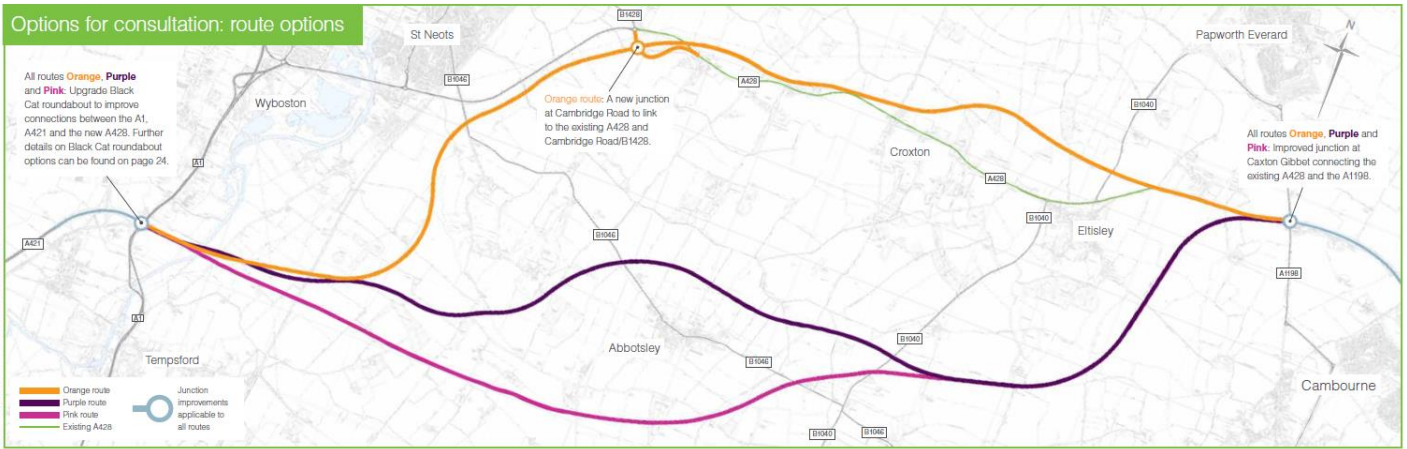 Options for consultation: route options
All routes Orange, Purple
and Pink: Upgrade Black
Cat roundabout to improve
connections between the A1,
A421 and the new A428. Further
details on Black Cat roundabout
options can be found on page 24.
St Neots
B1428
Papworth Everard
N
Wyboston
B1046
A428
Orange route: A new junction
at Cambridge Road to link
to the existing A428 and
Cambridge Road/B1428.
B1040
All routes Orange, Purple and
Pink: Improved junction at
Caxton Gibbet connecting the
existing A428 and the A1198.
A1
Croxton
A428
B1040
Eltisley
A421
B1046
A1198
A1
Tempsford
Abbotsley
B1040
B1046
Cambourne
Orange route
Purple route
Pink route
Existing A428
Junction
improvements
applicable to
all routes
B1040
B1046